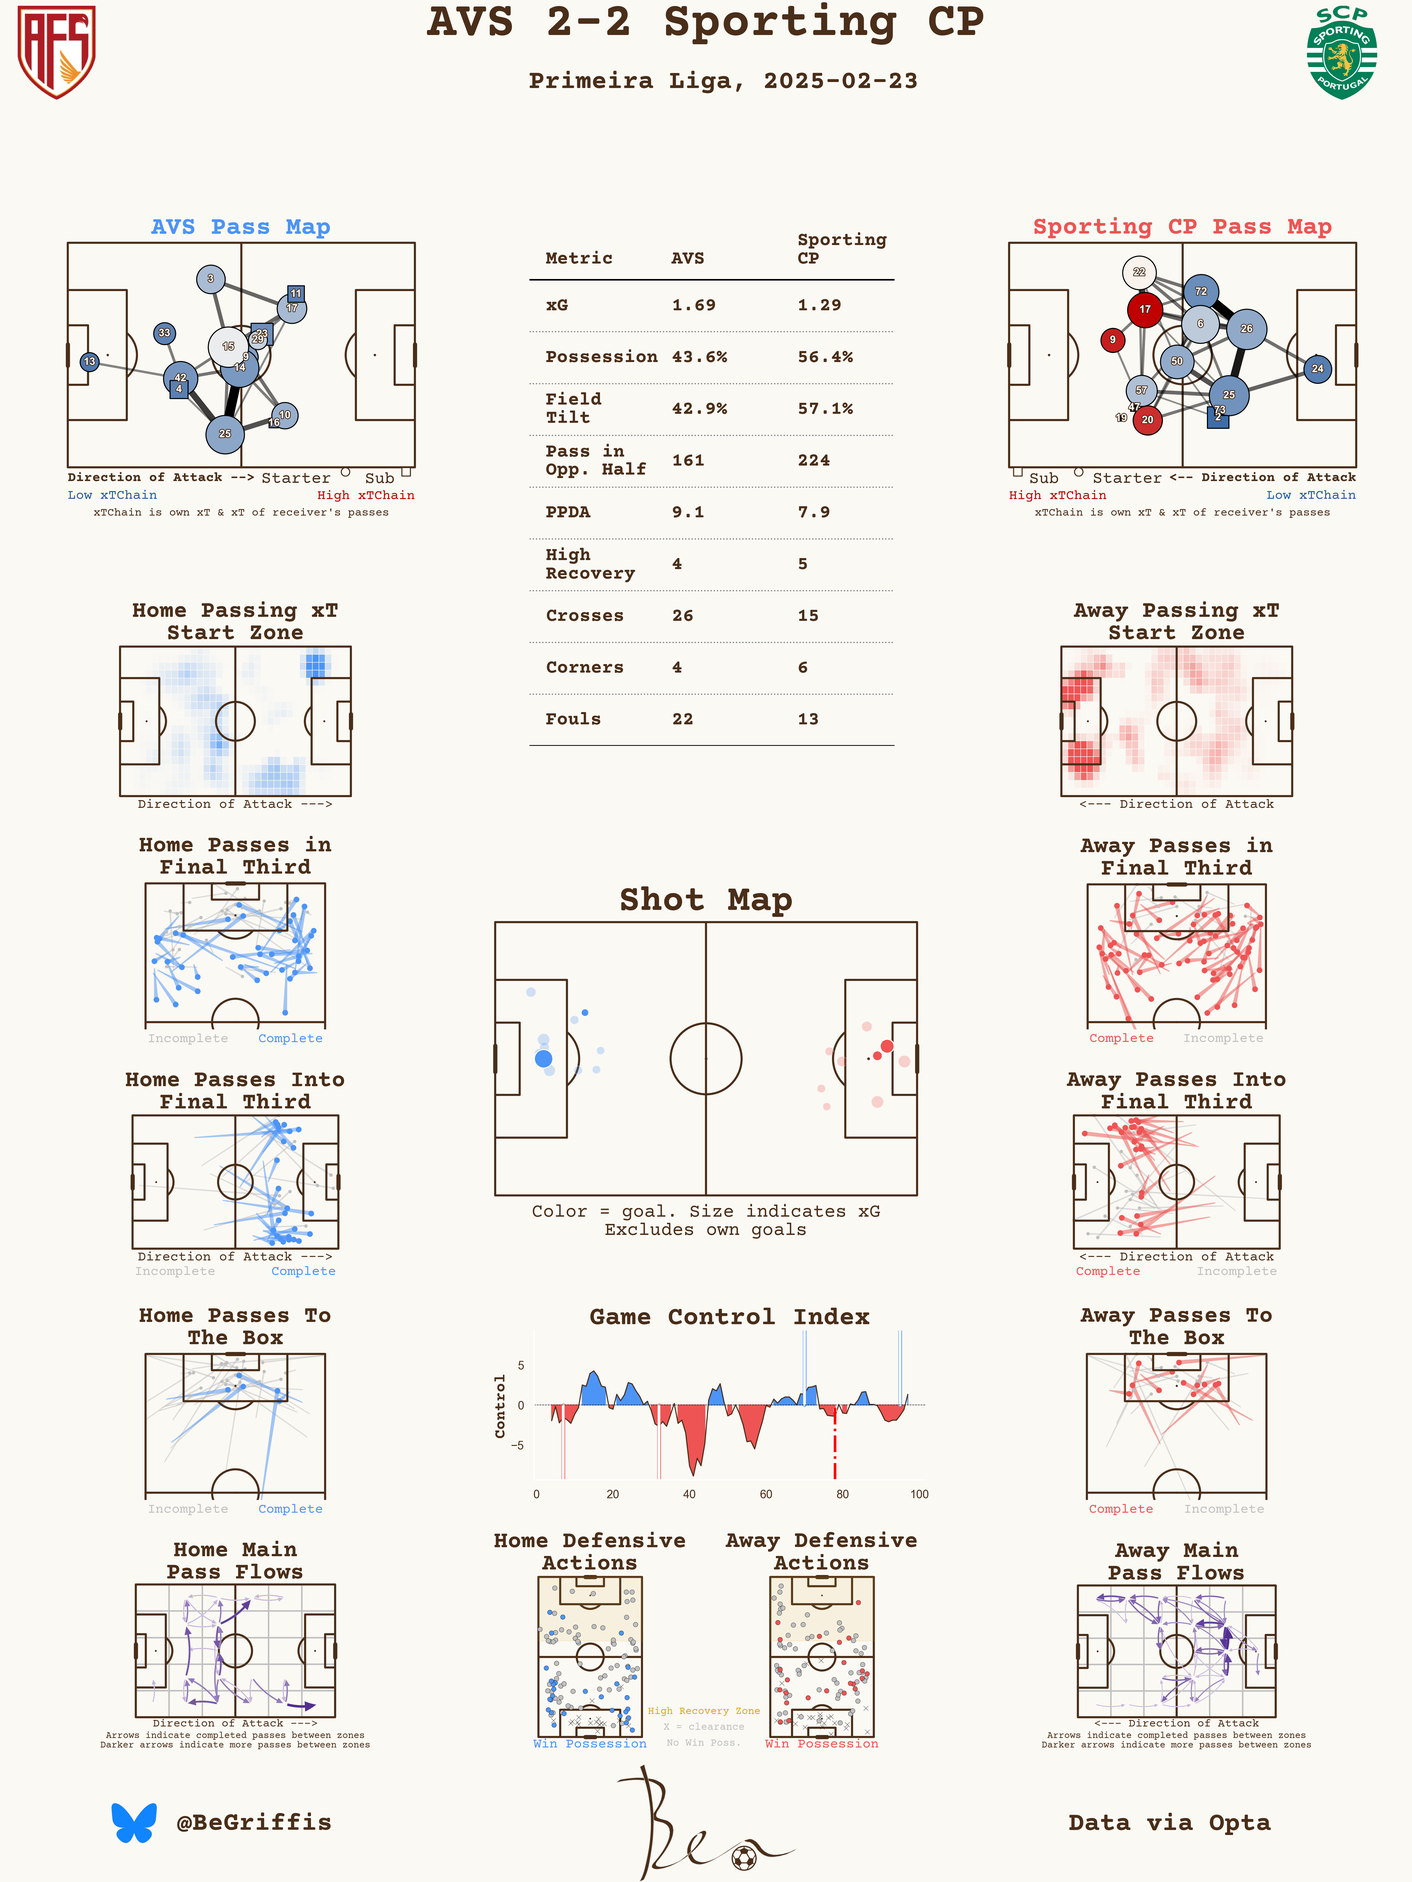 AVS 2-2 Sporting CP
Primeira Liga, 2025-02-23
AFS
SCP
SPORTING
PORTUGAL
AVS Pass Map
3
11
17
33
23
29
15
9
14
13
42
4
10
16
25
Direction of Attack --> Starter Sub
Low xTChain High xTChain
xTChain is own xT & xT of receiver's passes
Metric AVS Sporting CP
xG 1.69 1.29
Possession 43.6% 56.4%
Field Tilt 42.9% 57.1%
Pass in Opp. Half 161 224
PPDA 9.1 7.9
High Recovery 4 5
Crosses 26 15
Corners 4 6
Fouls 22 13
Sporting CP Pass Map
22
72
17
6
26
9
50
24
57
25
47
73
19
20
2
Sub Starter <-- Direction of Attack
High xTChain Low xTChain
xTChain is own xT & xT of receiver's passes
Home Passing xT
Start Zone
Direction of Attack --->
Away Passing xT
Start Zone
<--- Direction of Attack
Home Passes in
Final Third
Incomplete Complete
Away Passes in
Final Third
Complete Incomplete
Shot Map
Color = goal. Size indicates xG
Excludes own goals
Home Passes Into
Final Third
Direction of Attack --->
Incomplete Complete
Away Passes Into
Final Third
<--- Direction of Attack
Complete Incomplete
Home Passes To
The Box
Incomplete Complete
Game Control Index
Control
5
0
−5
0 20 40 60 80 100
Away Passes To
The Box
Complete Incomplete
Home Main
Pass Flows
Direction of Attack --->
Arrows indicate completed passes between zones
Darker arrows indicate more passes between zones
Home Defensive
Actions
Win Possession
High Recovery Zone
X = clearance
No Win Poss.
Away Defensive
Actions
Win Possession
Away Main
Pass Flows
<--- Direction of Attack
Arrows indicate completed passes between zones
Darker arrows indicate more passes between zones
@BeGriffis
Ben
Data via Opta